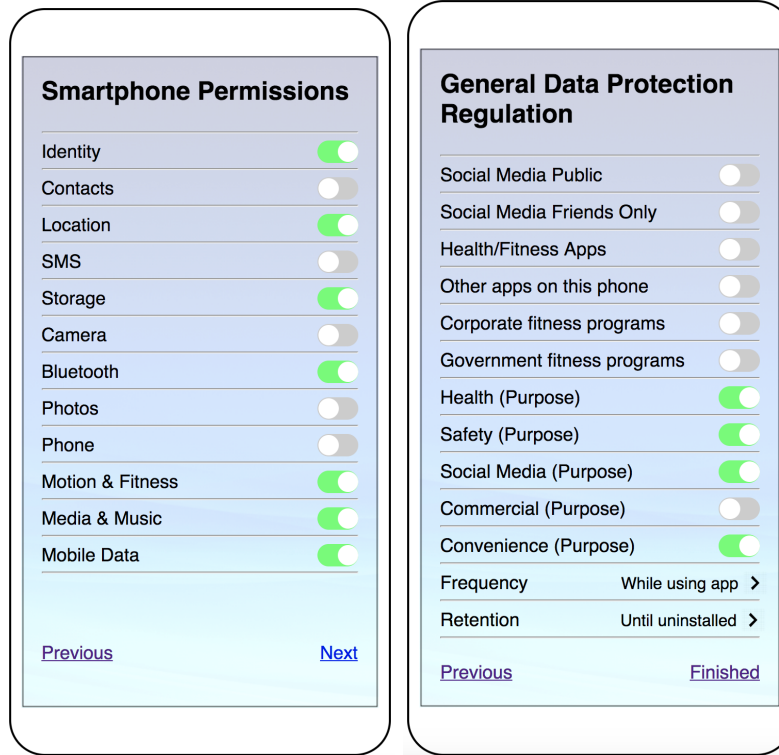 Smartphone Permissions
Identity
Contacts
Location
SMS
Storage
Camera
Bluetooth
Photos
Phone
Motion & Fitness
Media & Music
Mobile Data
Previous Next
General Data Protection
Regulation
Social Media Public
Social Media Friends Only
Health/Fitness Apps
Other apps on this phone
Corporate fitness programs
Government fitness programs
Health (Purpose)
Safety (Purpose)
Social Media (Purpose)
Commercial (Purpose)
Convenience (Purpose)
Frequency While using app
Retention Until uninstalled
Previous Finished